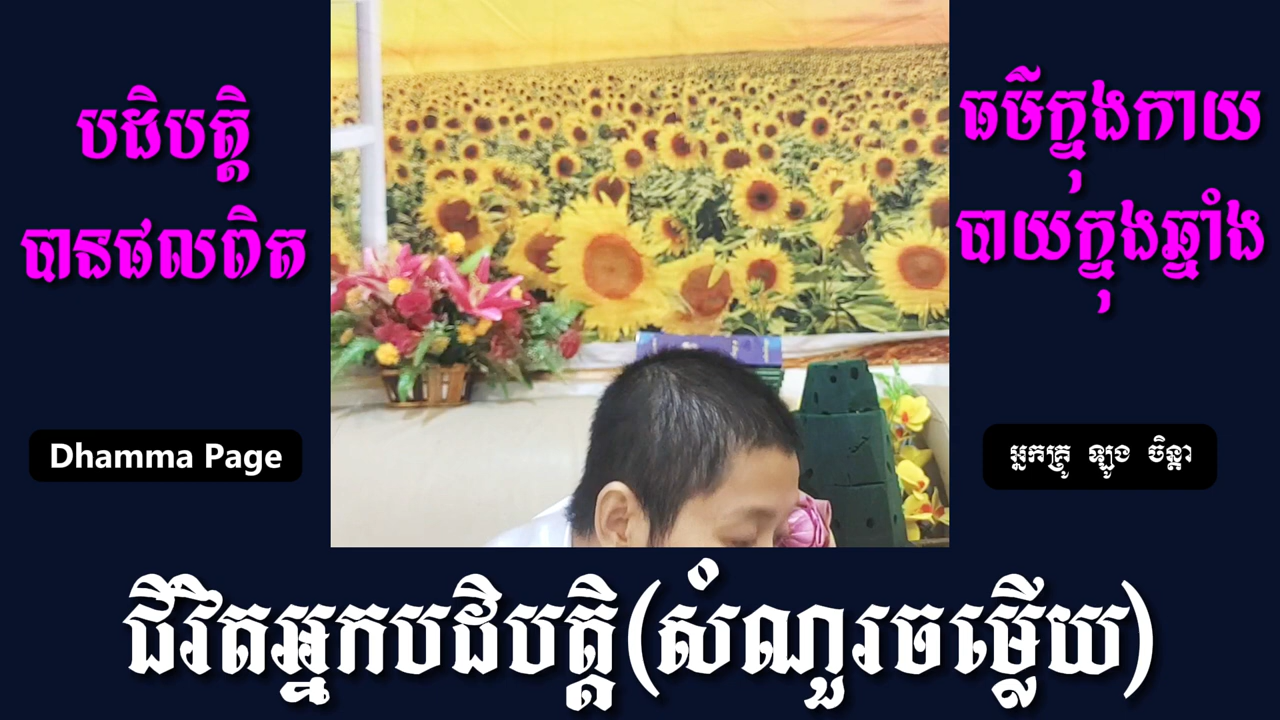 បដិបត្តិ
បានផលពិត
Dhamma Page
ធម៌ក្នុងកាយ
បាយក្នុងឆ្នាំង
អ្នកគ្រូ ឡុង ចិន្តា
ជីវិតអ្នកបដិបត្តិ(សំណួរចម្លើយ)